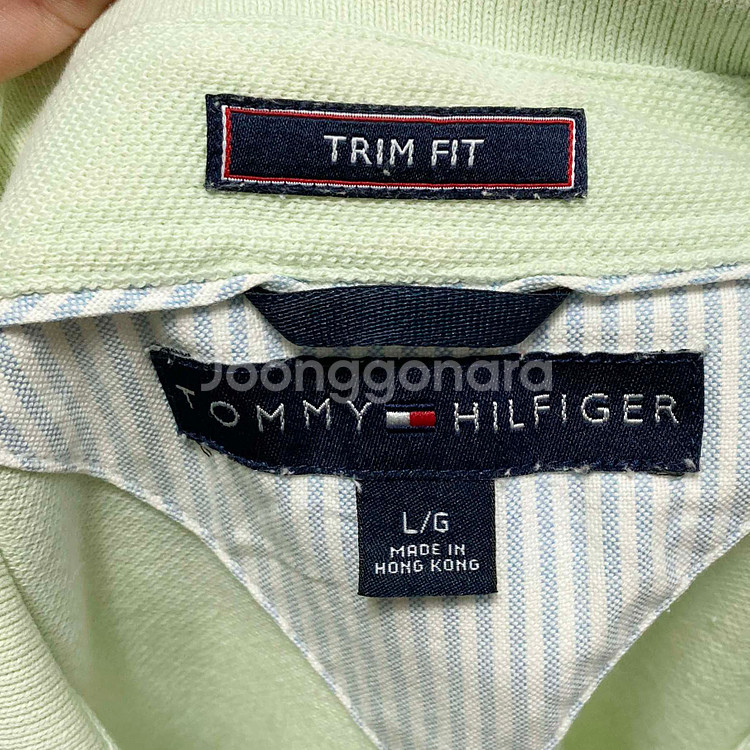 TRIM FIT
Joonggonara
TOMMY HILFIGER
L/G
MADE IN
HONG KONG